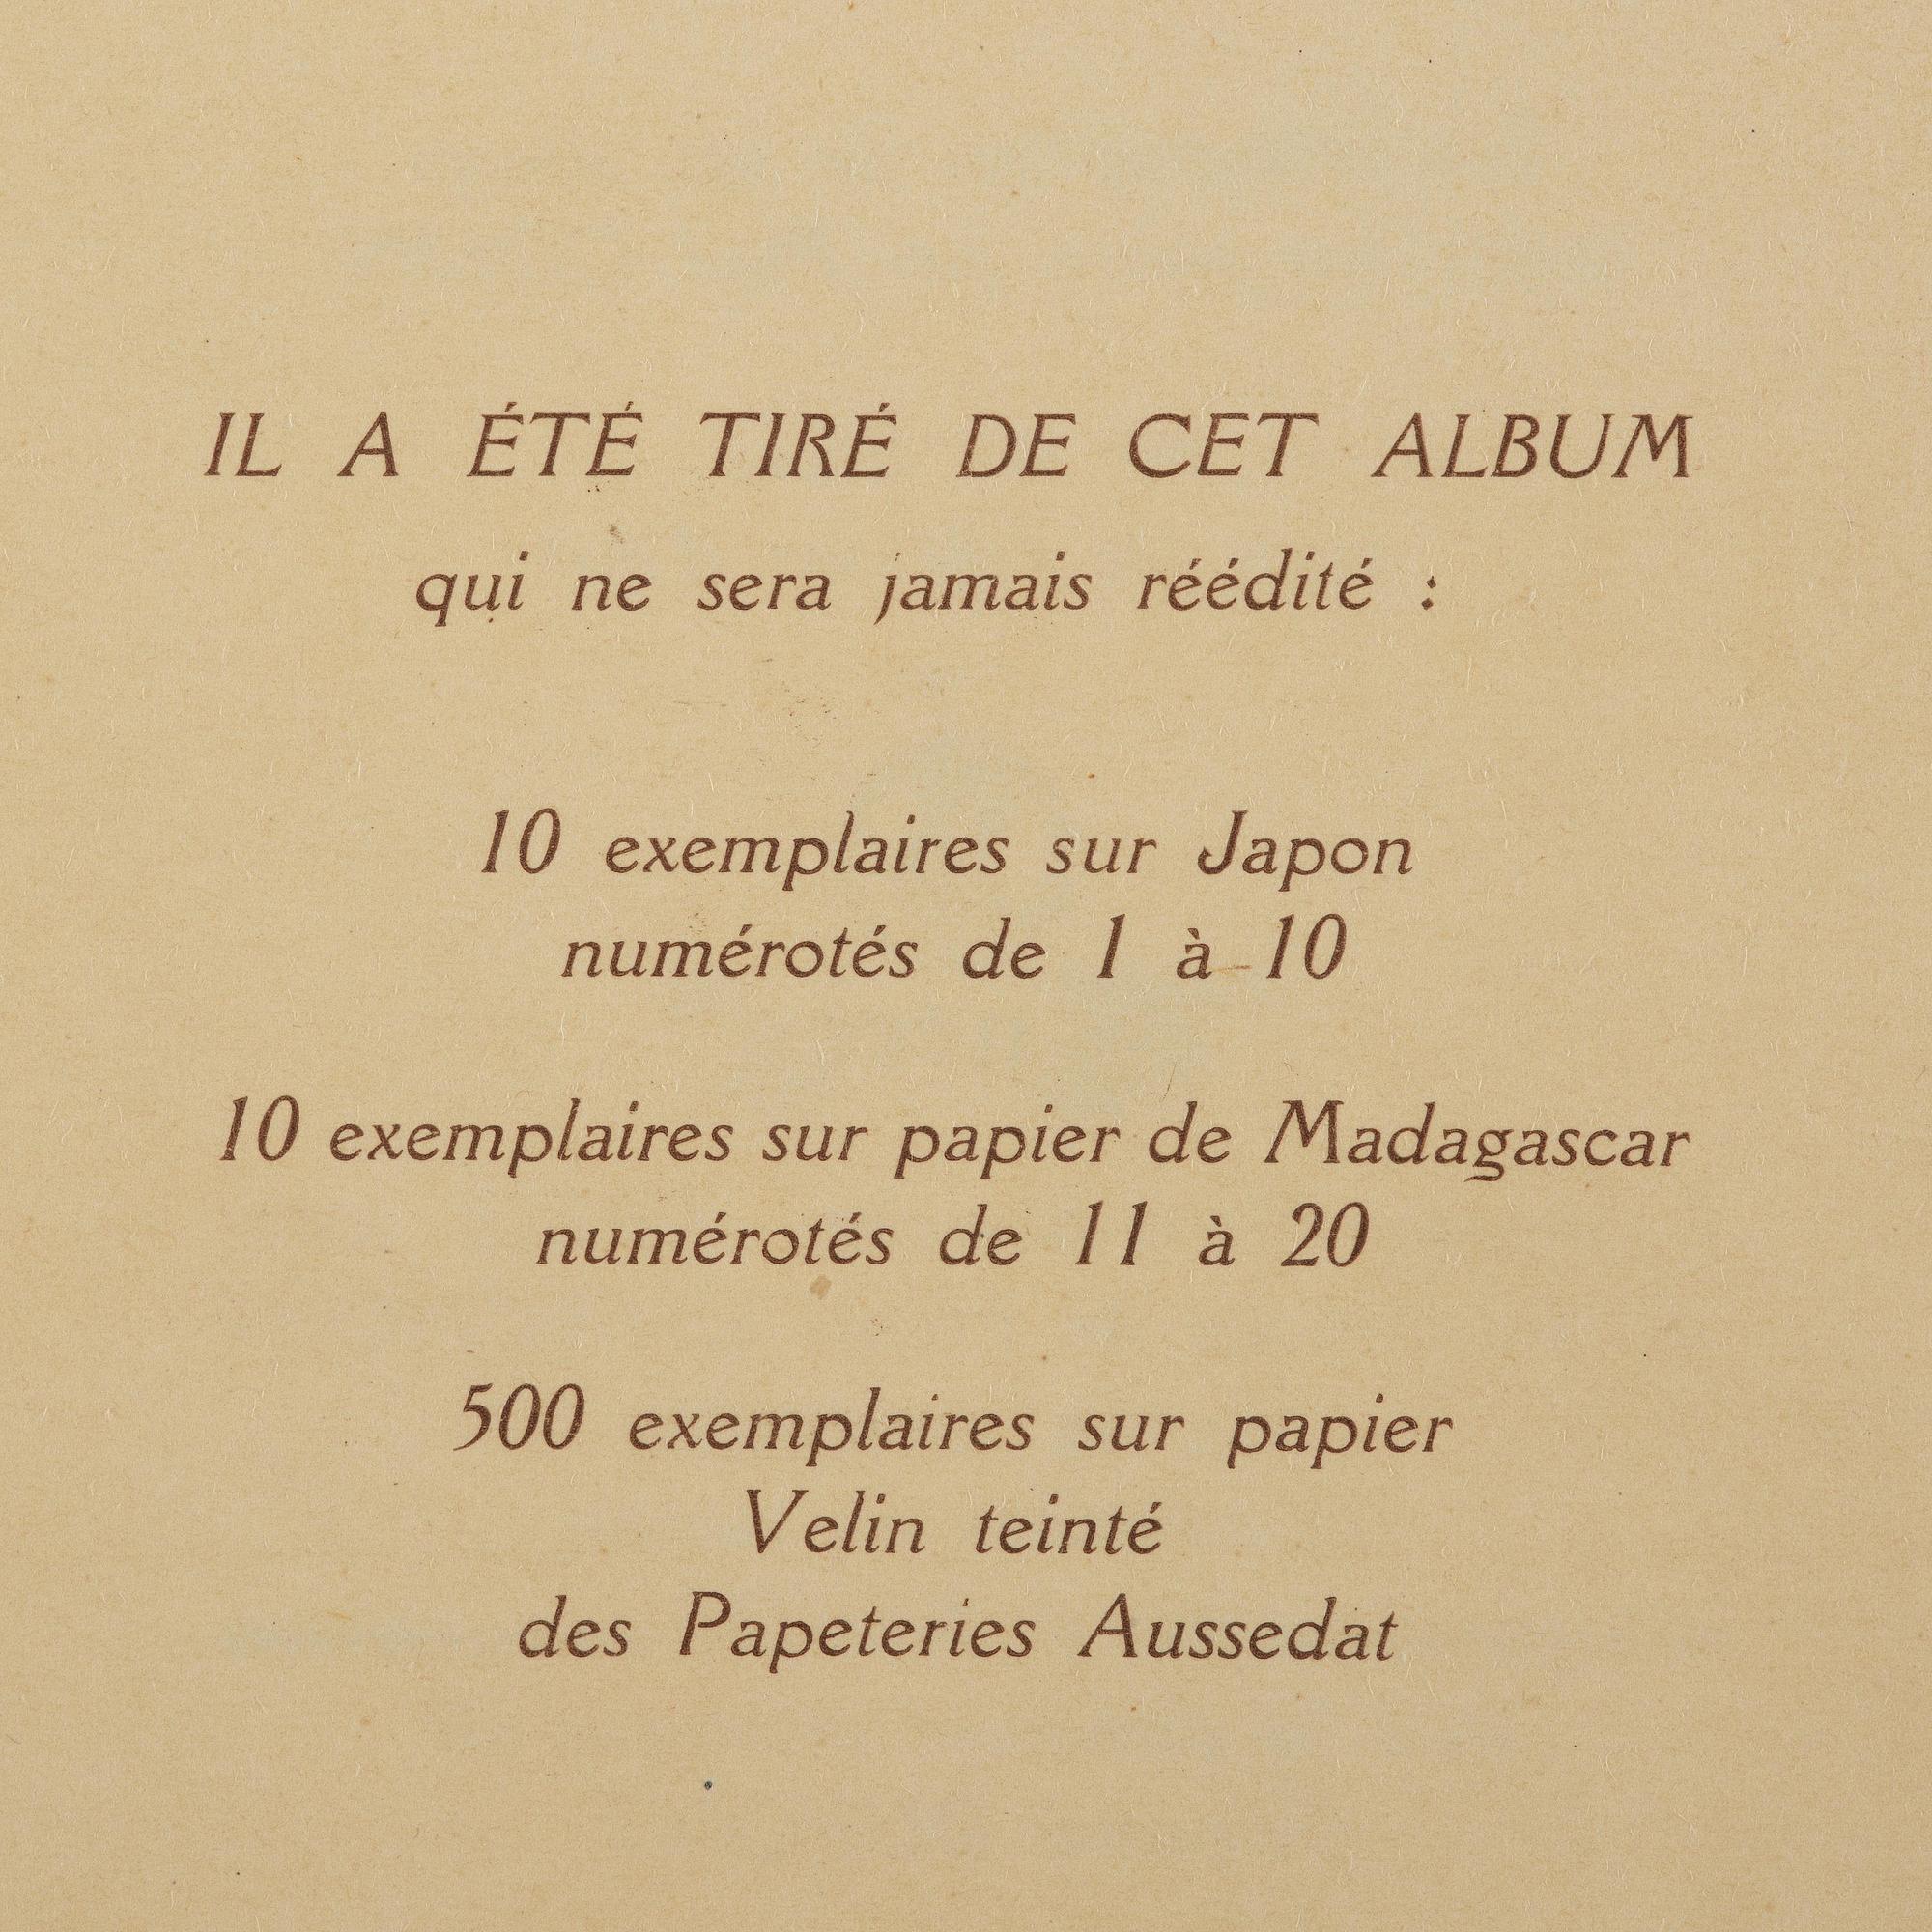 IL A ÉTÉ TIRÉ DE CET ALBUM
qui ne sera jamais réédité :
10 exemplaires sur Japon
numérotés de 1 à 10
10 exemplaires sur papier de Madagascar
numérotés de 11 à 20
500 exemplaires sur papier
Velin teinté
des Papeteries Aussedat